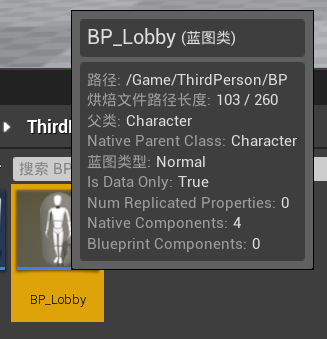 BP_Lobby (蓝图类)
路径: /Game/ThirdPerson/BP
烘焙文件路径长度: 103 / 260
父类: Character
Native Parent Class: Character
蓝图类型: Normal
Is Data Only: True
Num Replicated Properties: 0
Native Components: 4
Blueprint Components: 0
ThirdP
搜索 BP
BP_Lobby